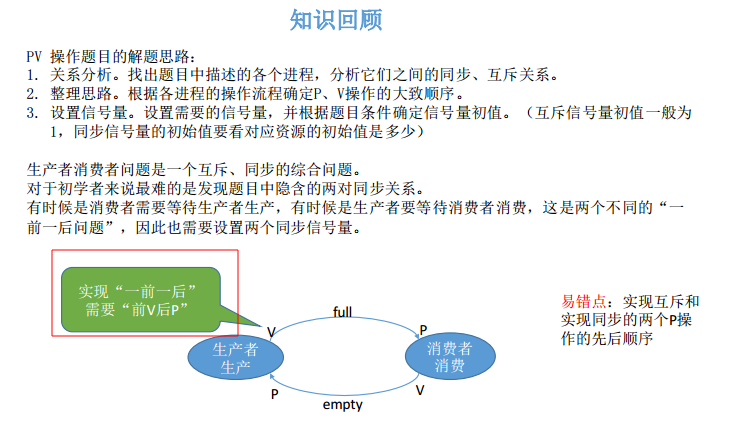 知识回顾
PV 操作题目的解题思路：
1. 关系分析。找出题目中描述的各个进程，分析它们之间的同步、互斥关系。
2. 整理思路。根据各进程的操作流程确定P、V操作的大致顺序。
3. 设置信号量。设置需要的信号量，并根据题目条件确定信号量初值。（互斥信号量初值一般为
1，同步信号量的初始值要看对应资源的初始值是多少）
生产者消费者问题是一个互斥、同步的综合问题。
对于初学者来说最难的是发现题目中隐含的两对同步关系。
有时候是消费者需要等待生产者生产，有时候是生产者要等待消费者消费，这是两个不同的“一
前一后问题”，因此也需要设置两个同步信号量。
实现“一前一后”
需要“前V后P”
full
V
P
生产者
生产
消费者
消费
P
V
empty
易错点：实现互斥和
实现同步的两个P操
作的先后顺序